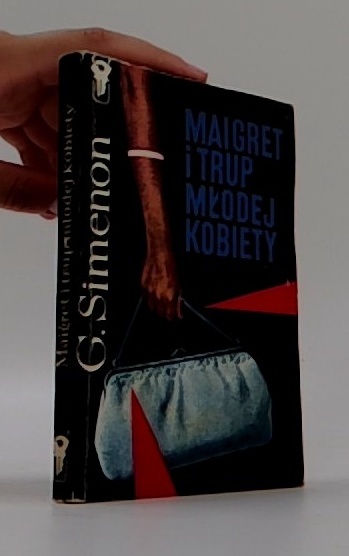 MAIGRET
i TRUP
MŁODEJ
KOBIETY
G. Simenon
Maigret i trup młodej kobiety